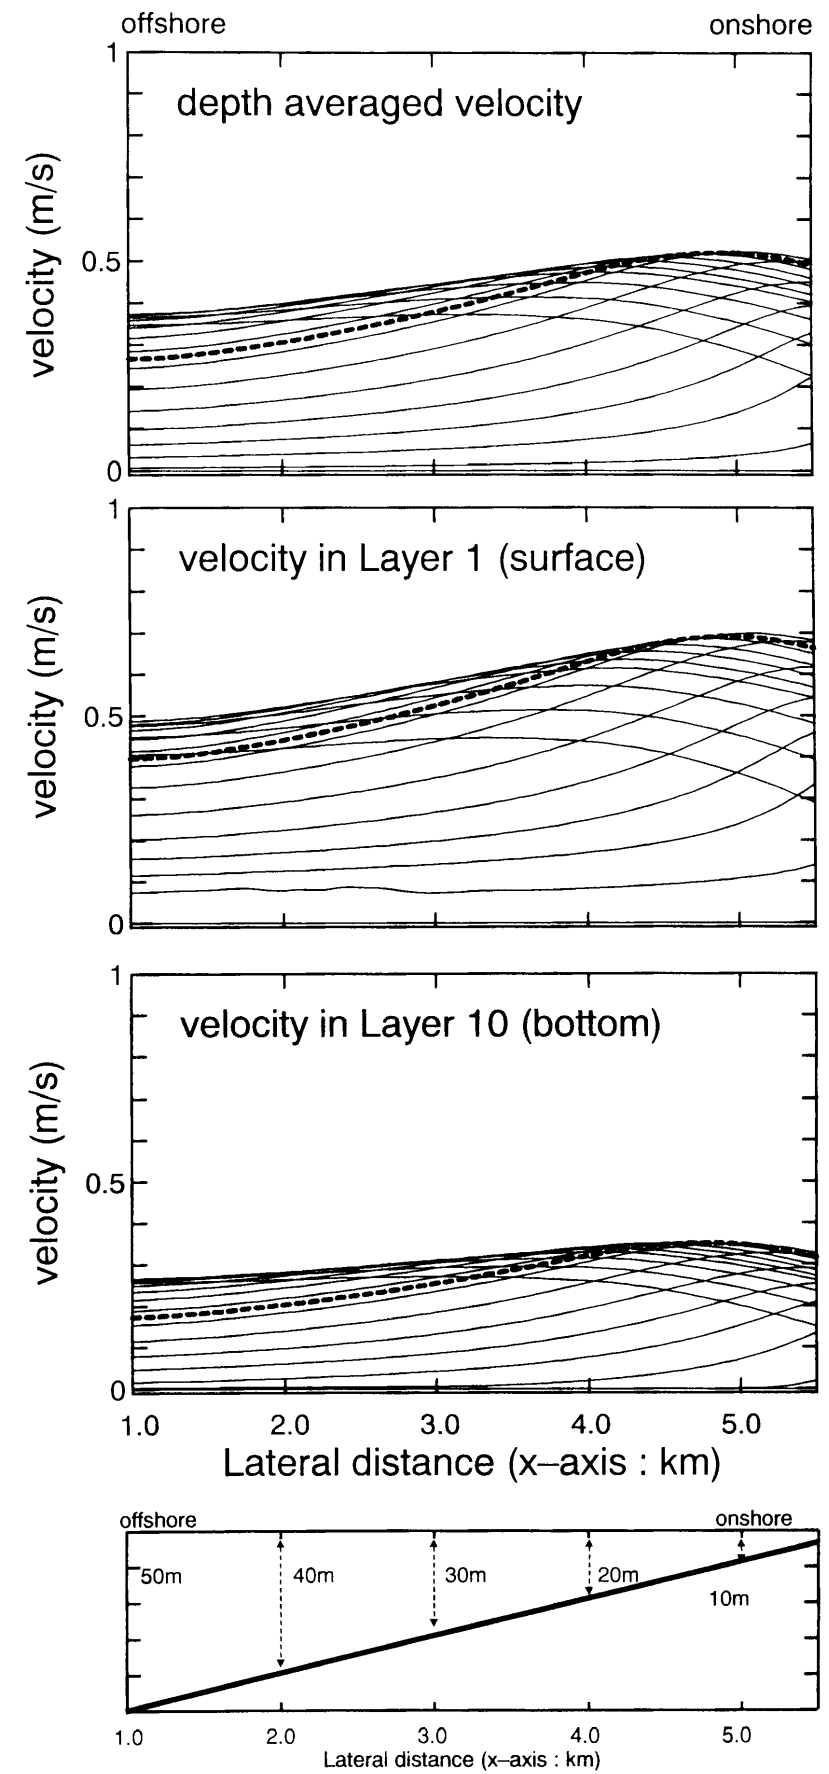 offshore onshore
1
depth averaged velocity
velocity (m/s)
0.5
0
1
velocity in Layer 1 (surface)
velocity (m/s)
0.5
0
1
velocity in Layer 10 (bottom)
velocity (m/s)
0.5
0
1.0 2.0 3.0 4.0 5.0
Lateral distance (x–axis : km)
offshore onshore
50m 40m 30m 20m
10m
1.0 2.0 3.0 4.0 5.0
Lateral distance (x–axis : km)